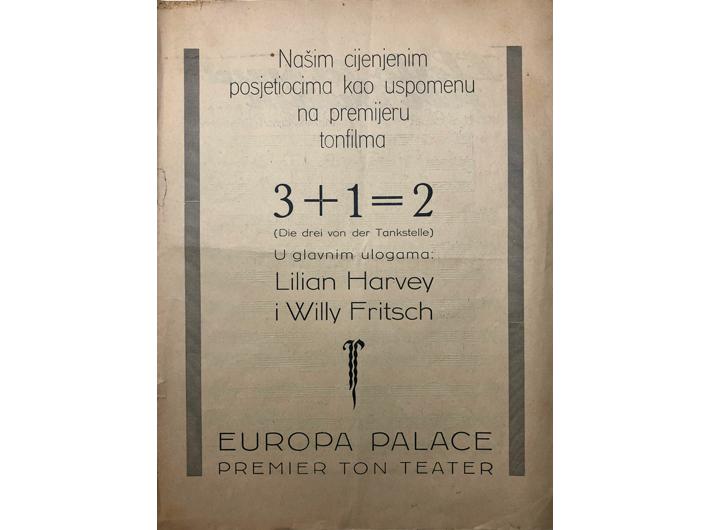 Našim cijenjenim
posjetiocima kao uspomenu
na premijeru
tonfilma
3+1=2
(Die drei von der Tankstelle)
U glavnim ulogama:
Lilian Harvey
i Willy Fritsch
EUROPA PALACE
PREMIER TON TEATER